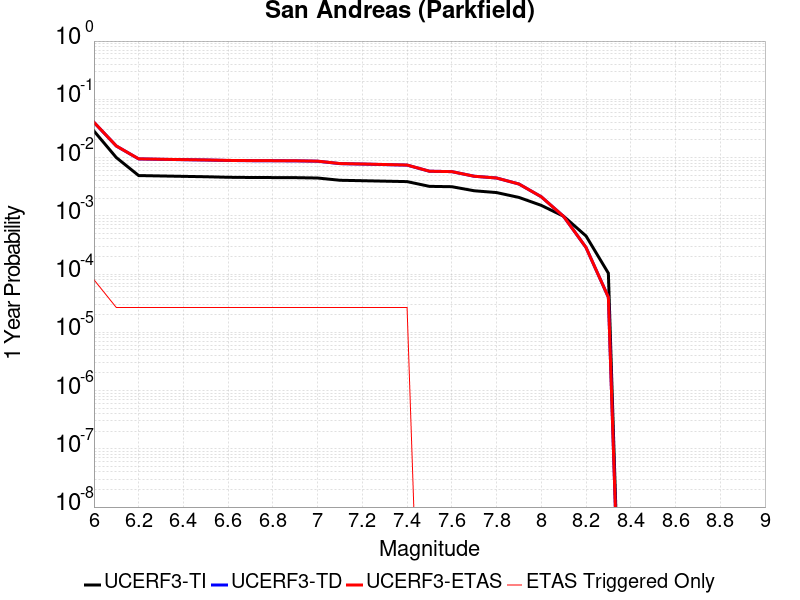 San Andreas (Parkfield)
10^0
10^-1
10^-2
10^-3
10^-4
10^-5
10^-6
10^-7
10^-8
1 Year Probability
6 6.2 6.4 6.6 6.8 7 7.2 7.4 7.6 7.8 8 8.2 8.4 8.6 8.8 9
Magnitude
UCERF3-TI UCERF3-TD UCERF3-ETAS ETAS Triggered Only